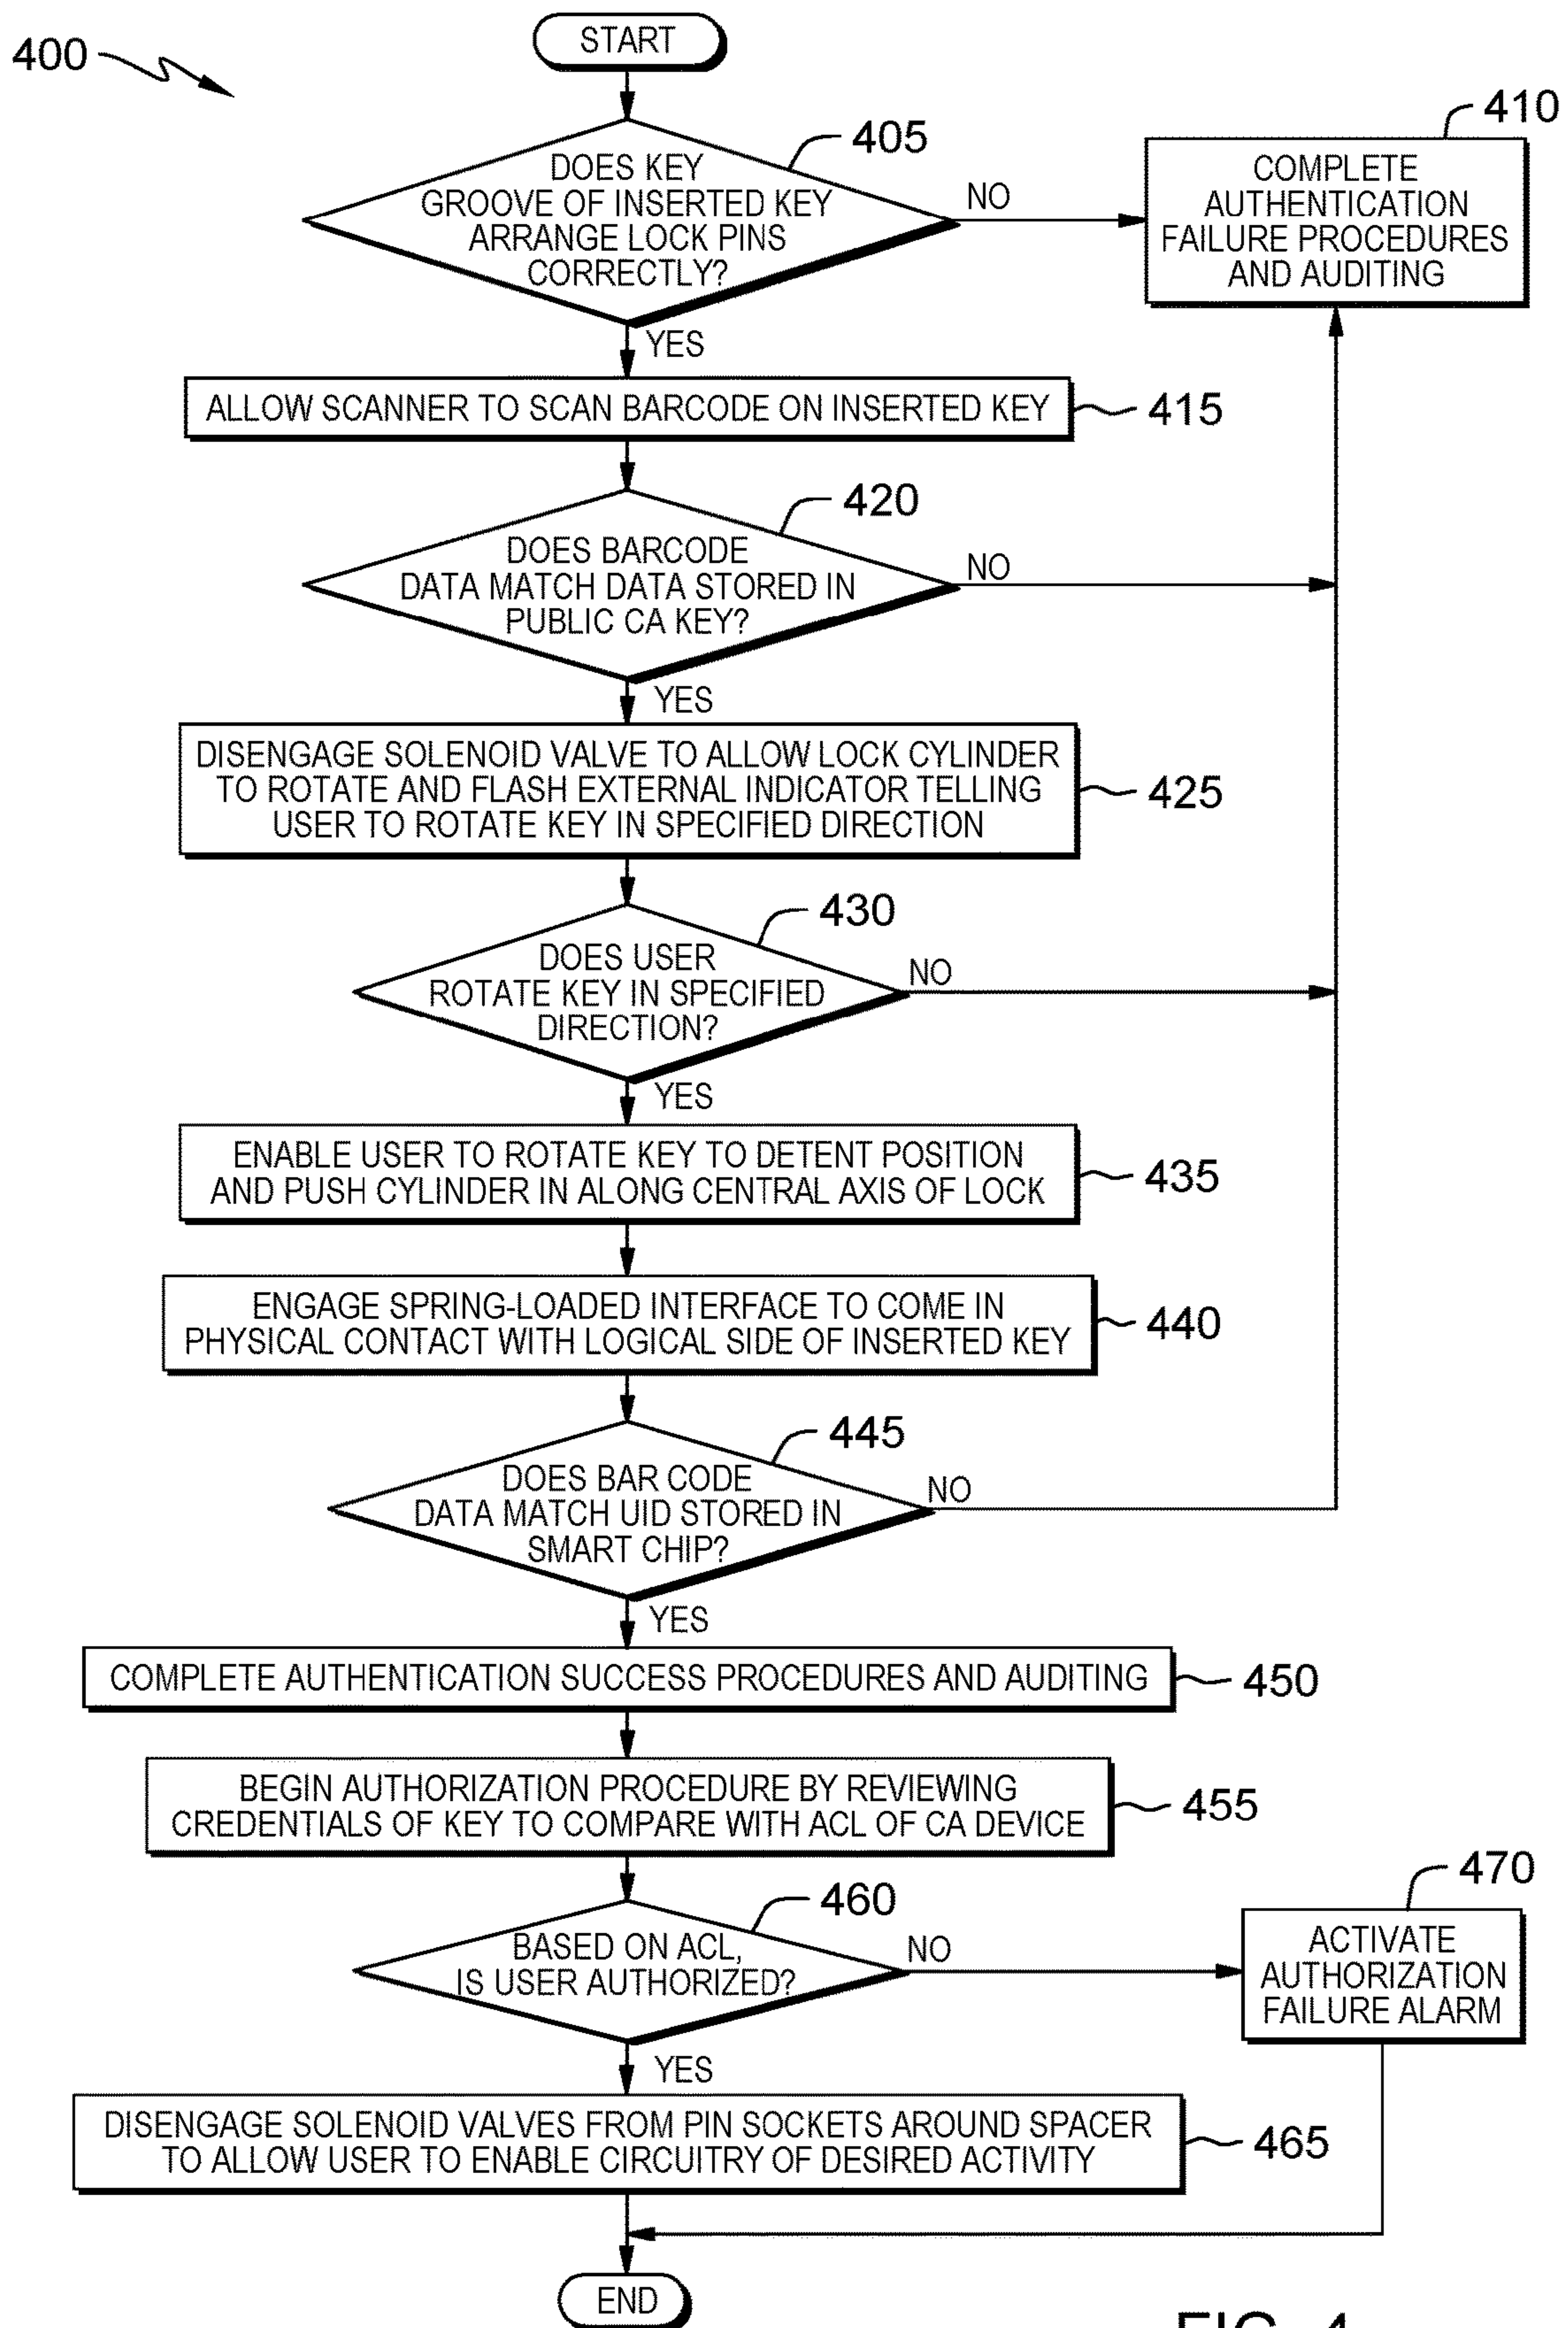 400
START
405
DOES KEY
GROOVE OF INSERTED KEY
ARRANGE LOCK PINS
CORRECTLY?
NO
410
COMPLETE
AUTHENTICATION
FAILURE PROCEDURES
AND AUDITING
YES
ALLOW SCANNER TO SCAN BARCODE ON INSERTED KEY
415
420
DOES BARCODE
DATA MATCH DATA STORED IN
PUBLIC CA KEY?
NO
YES
DISENGAGE SOLENOID VALVE TO ALLOW LOCK CYLINDER
TO ROTATE AND FLASH EXTERNAL INDICATOR TELLING
USER TO ROTATE KEY IN SPECIFIED DIRECTION
425
430
DOES USER
ROTATE KEY IN SPECIFIED
DIRECTION?
NO
YES
ENABLE USER TO ROTATE KEY TO DETENT POSITION
AND PUSH CYLINDER IN ALONG CENTRAL AXIS OF LOCK
435
ENGAGE SPRING-LOADED INTERFACE TO COME IN
PHYSICAL CONTACT WITH LOGICAL SIDE OF INSERTED KEY
440
445
DOES BAR CODE
DATA MATCH UID STORED IN
SMART CHIP?
NO
YES
COMPLETE AUTHENTICATION SUCCESS PROCEDURES AND AUDITING
450
BEGIN AUTHORIZATION PROCEDURE BY REVIEWING
CREDENTIALS OF KEY TO COMPARE WITH ACL OF CA DEVICE
455
460
BASED ON ACL,
IS USER AUTHORIZED?
NO
470
ACTIVATE
AUTHORIZATION
FAILURE ALARM
YES
DISENGAGE SOLENOID VALVES FROM PIN SOCKETS AROUND SPACER
TO ALLOW USER TO ENABLE CIRCUITRY OF DESIRED ACTIVITY
465
END